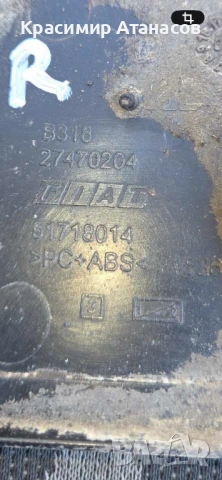 Красимир Атанасов
R
B318
27470204
FIAT
51718014
>PC+ABS<